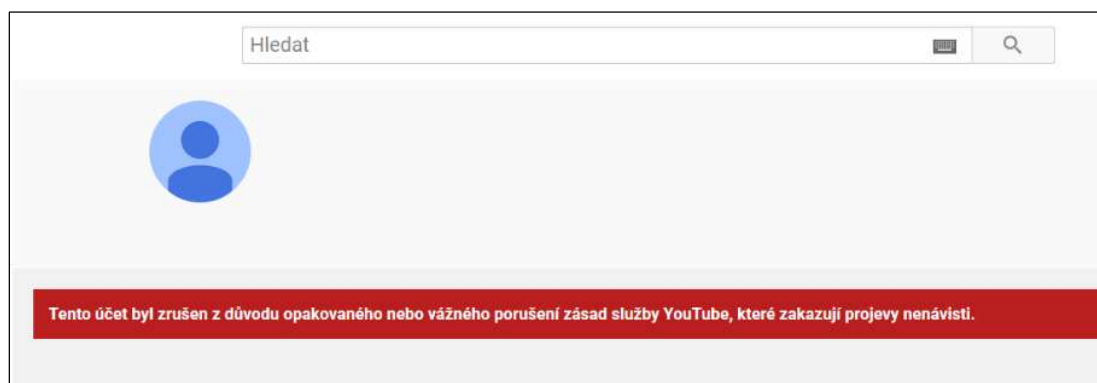 Hledat
Tento účet byl zrušen z důvodu opakovaného nebo vážného porušení zásad služby YouTube, které zakazují projevy nenávisti.